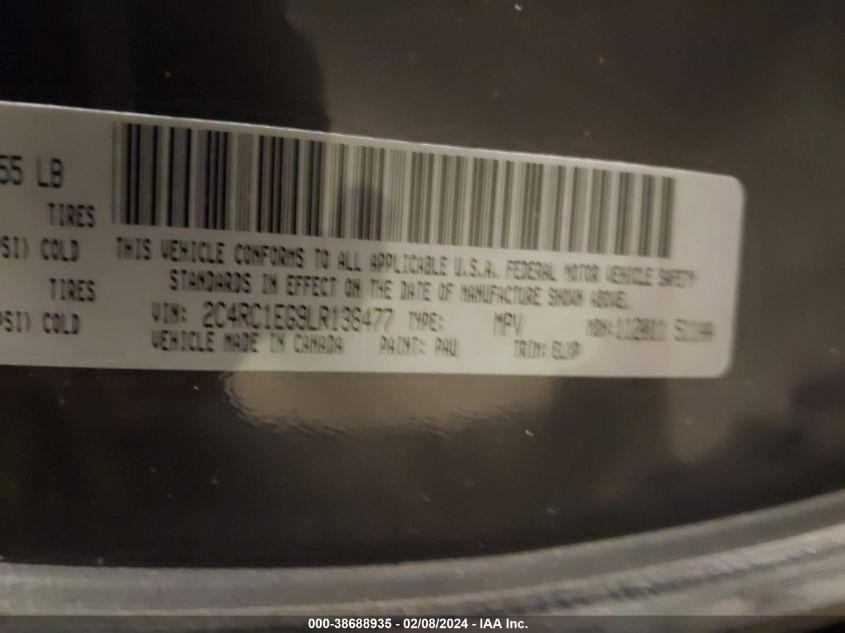 55 LB
TIRES
PSI) COLD
TIRES
PSI) COLD
THIS VEHICLE CONFORMS TO ALL APPLICABLE U.S.A. FEDERAL MOTOR VEHICLE SAFETY
STANDARDS IN EFFECT ON THE DATE OF MANUFACTURE SHOWN ABOVE.
VIN: 2C4RC1EG9LR138477 TYPE: MPV
VEHICLE MADE IN CANADA PAINT: PAU TRIM:
000-38688935 - 02/08/2024 - IAA Inc.